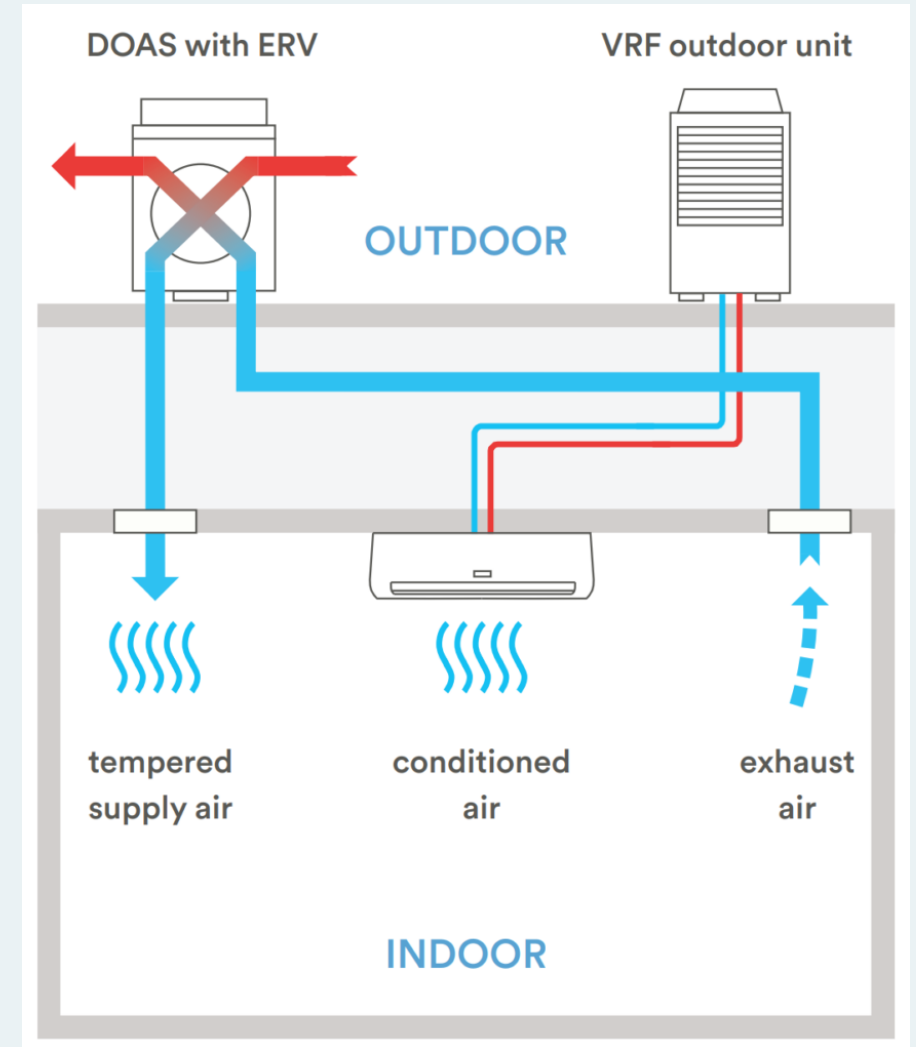 DOAS with ERV
VRF outdoor unit
OUTDOOR
tempered
supply air
conditioned
air
exhaust
air
INDOOR